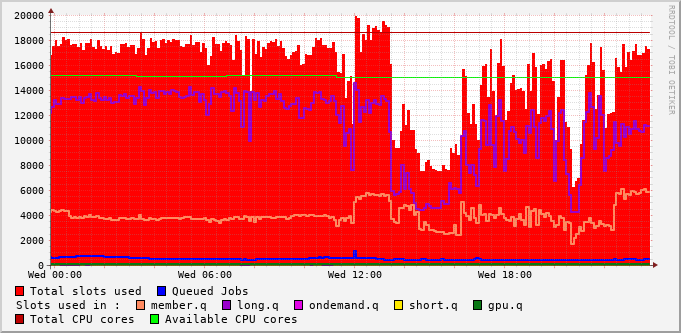 20000
18000
16000
14000
12000
10000
8000
6000
4000
2000
0
Wed 00:00 Wed 06:00 Wed 12:00 Wed 18:00
Total slots used Queued Jobs
Slots used in : member.q long.q ondemand.q short.q gpu.q
Total CPU cores Available CPU cores
RRDTOOL / TOBI OETIKER